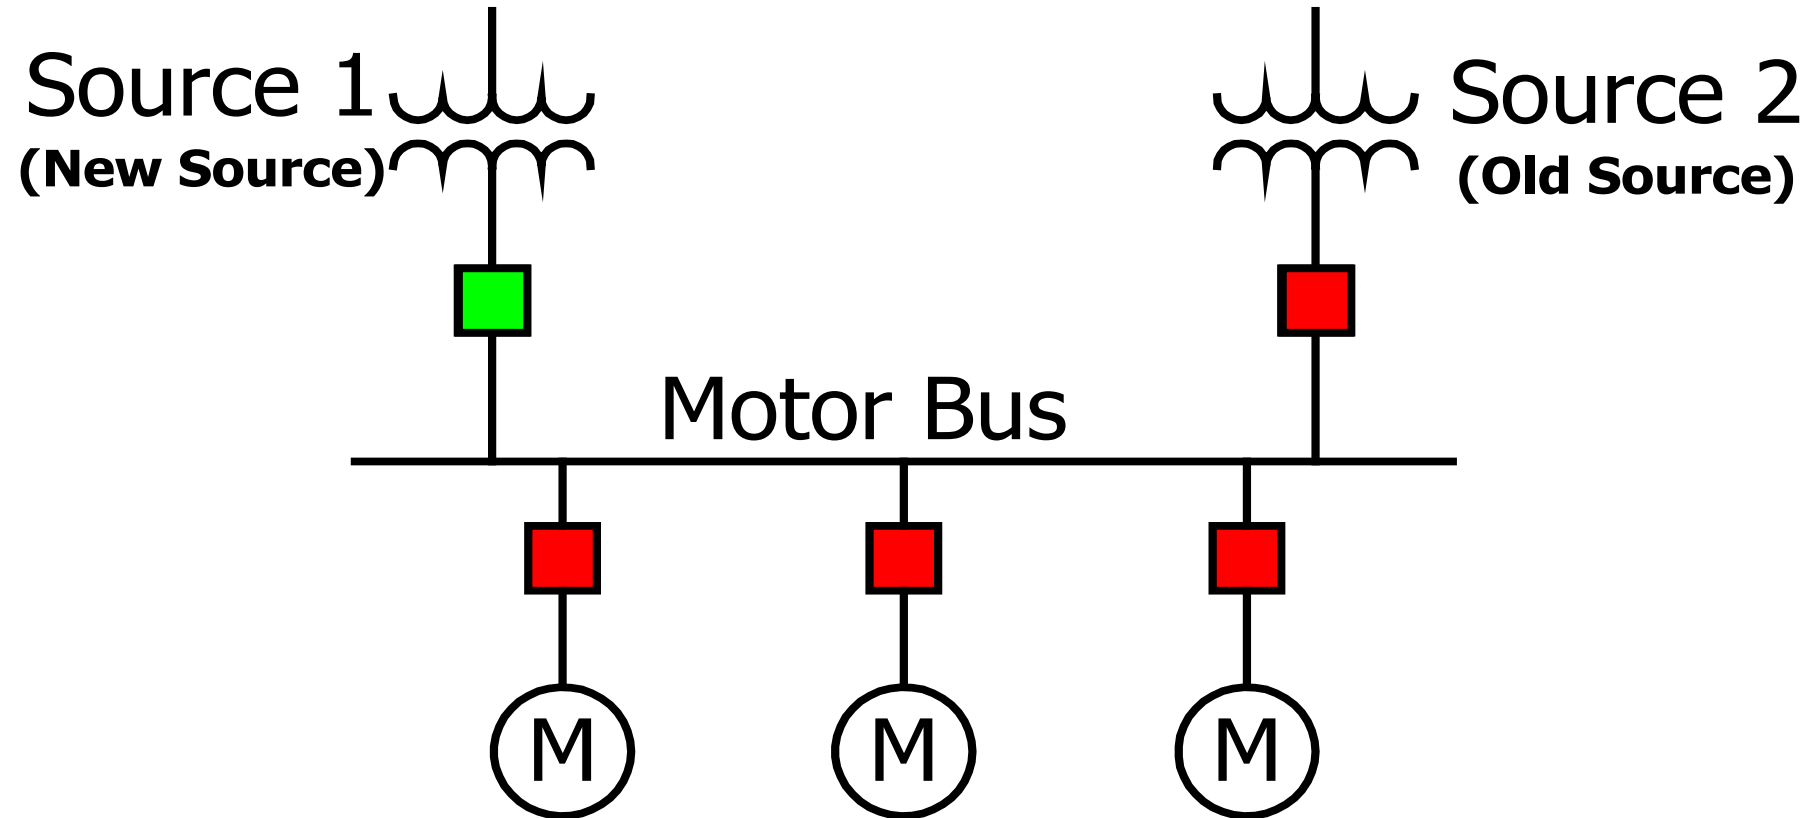 Source 1
(New Source)
Source 2
(Old Source)
Motor Bus
M
M
M